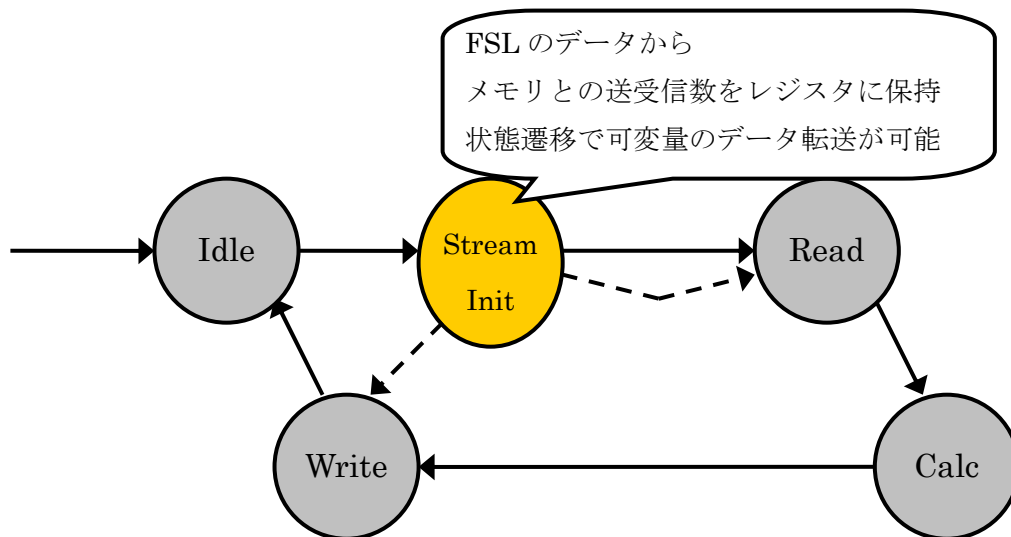 FSL のデータから
メモリとの送受信数をレジスタに保持
状態遷移で可変量のデータ転送が可能
Idle
Stream
Init
Read
Write
Calc